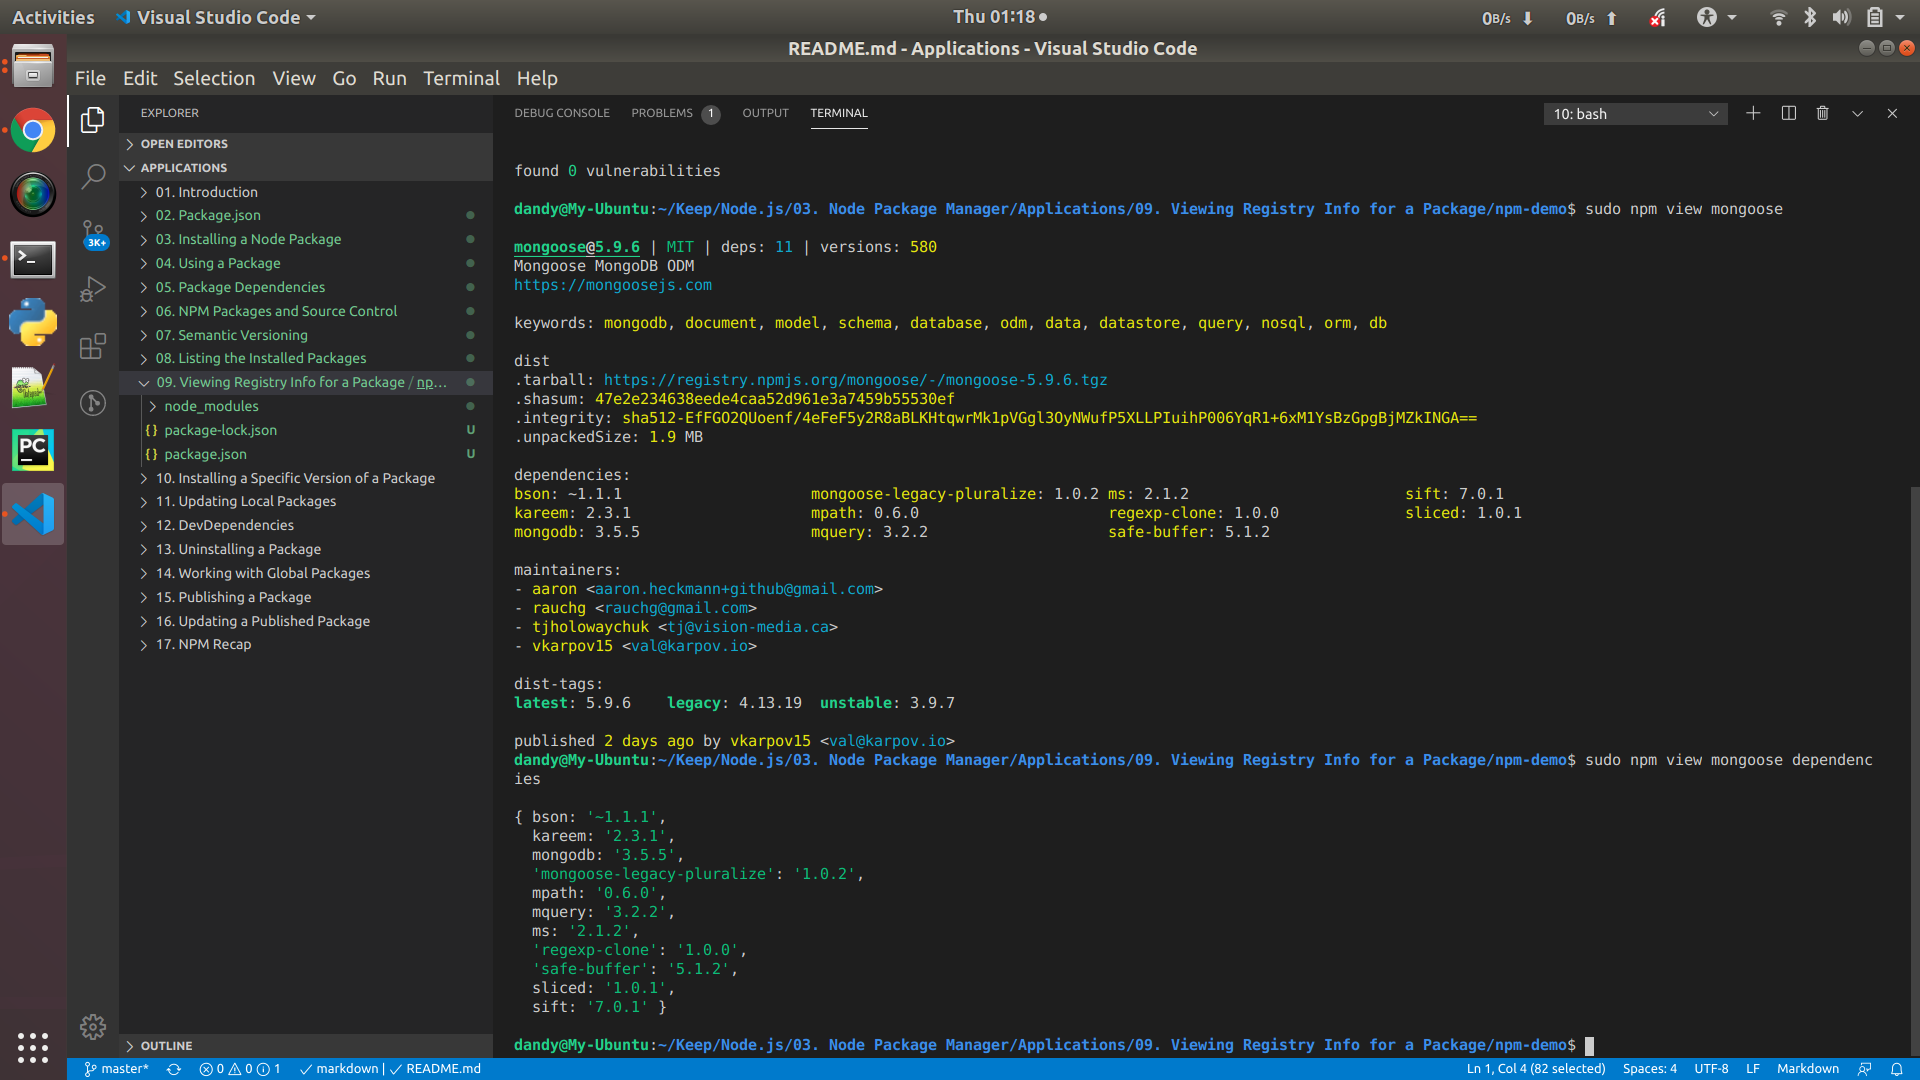 Activities
Visual Studio Code
Thu 01:18
0B/s
0B/s
README.md - Applications - Visual Studio Code
File Edit Selection View Go Run Terminal Help
EXPLORER
OPEN EDITORS
APPLICATIONS
01. Introduction
02. Package.json
03. Installing a Node Package
04. Using a Package
05. Package Dependencies
06. NPM Packages and Source Control
07. Semantic Versioning
08. Listing the Installed Packages
09. Viewing Registry Info for a Package / np...
node_modules
{} package-lock.json U
{} package.json U
10. Installing a Specific Version of a Package
11. Updating Local Packages
12. DevDependencies
13. Uninstalling a Package
14. Working with Global Packages
15. Publishing a Package
16. Updating a Published Package
17. NPM Recap
OUTLINE
3K+
PC
DEBUG CONSOLE PROBLEMS 1 OUTPUT TERMINAL
10: bash
found 0 vulnerabilities
dandy@My-Ubuntu:~/Keep/Node.js/03. Node Package Manager/Applications/09. Viewing Registry Info for a Package/npm-demo$ sudo npm view mongoose
mongoose@5.9.6 | MIT | deps: 11 | versions: 580
Mongoose MongoDB ODM
https://mongoosejs.com
keywords: mongodb, document, model, schema, database, odm, data, datastore, query, nosql, orm, db
dist
.tarball: https://registry.npmjs.org/mongoose/-/mongoose-5.9.6.tgz
.shasum: 47e2e234638eede4caa52d961e3a7459b55530ef
.integrity: sha512-EfFGO2QUoenf/4eFeF5y2R8aBLKHtqwrMk1pVGgl3OyNWufP5XLLPIuihP006YqR1+6xM1YsBzGpgBjMZkINGA==
.unpackedSize: 1.9 MB
dependencies:
bson: ~1.1.1 mongoose-legacy-pluralize: 1.0.2 ms: 2.1.2 sift: 7.0.1
kareem: 2.3.1 mpath: 0.6.0 regexp-clone: 1.0.0 sliced: 1.0.1
mongodb: 3.5.5 mquery: 3.2.2 safe-buffer: 5.1.2
maintainers:
- aaron <aaron.heckmann+github@gmail.com>
- rauchg <rauchg@gmail.com>
- tjholowaychuk <tj@vision-media.ca>
- vkarpov15 <val@karpov.io>
dist-tags:
latest: 5.9.6 legacy: 4.13.19 unstable: 3.9.7
published 2 days ago by vkarpov15 <val@karpov.io>
dandy@My-Ubuntu:~/Keep/Node.js/03. Node Package Manager/Applications/09. Viewing Registry Info for a Package/npm-demo$ sudo npm view mongoose dependenc
ies
{ bson: '~1.1.1',
kareem: '2.3.1',
mongodb: '3.5.5',
'mongoose-legacy-pluralize': '1.0.2',
mpath: '0.6.0',
mquery: '3.2.2',
ms: '2.1.2',
'regexp-clone': '1.0.0',
'safe-buffer': '5.1.2',
sliced: '1.0.1',
sift: '7.0.1' }
dandy@My-Ubuntu:~/Keep/Node.js/03. Node Package Manager/Applications/09. Viewing Registry Info for a Package/npm-demo$
master* 0 0 1 markdown | README.md
Ln 1, Col 4 (82 selected) Spaces: 4 UTF-8 LF Markdown